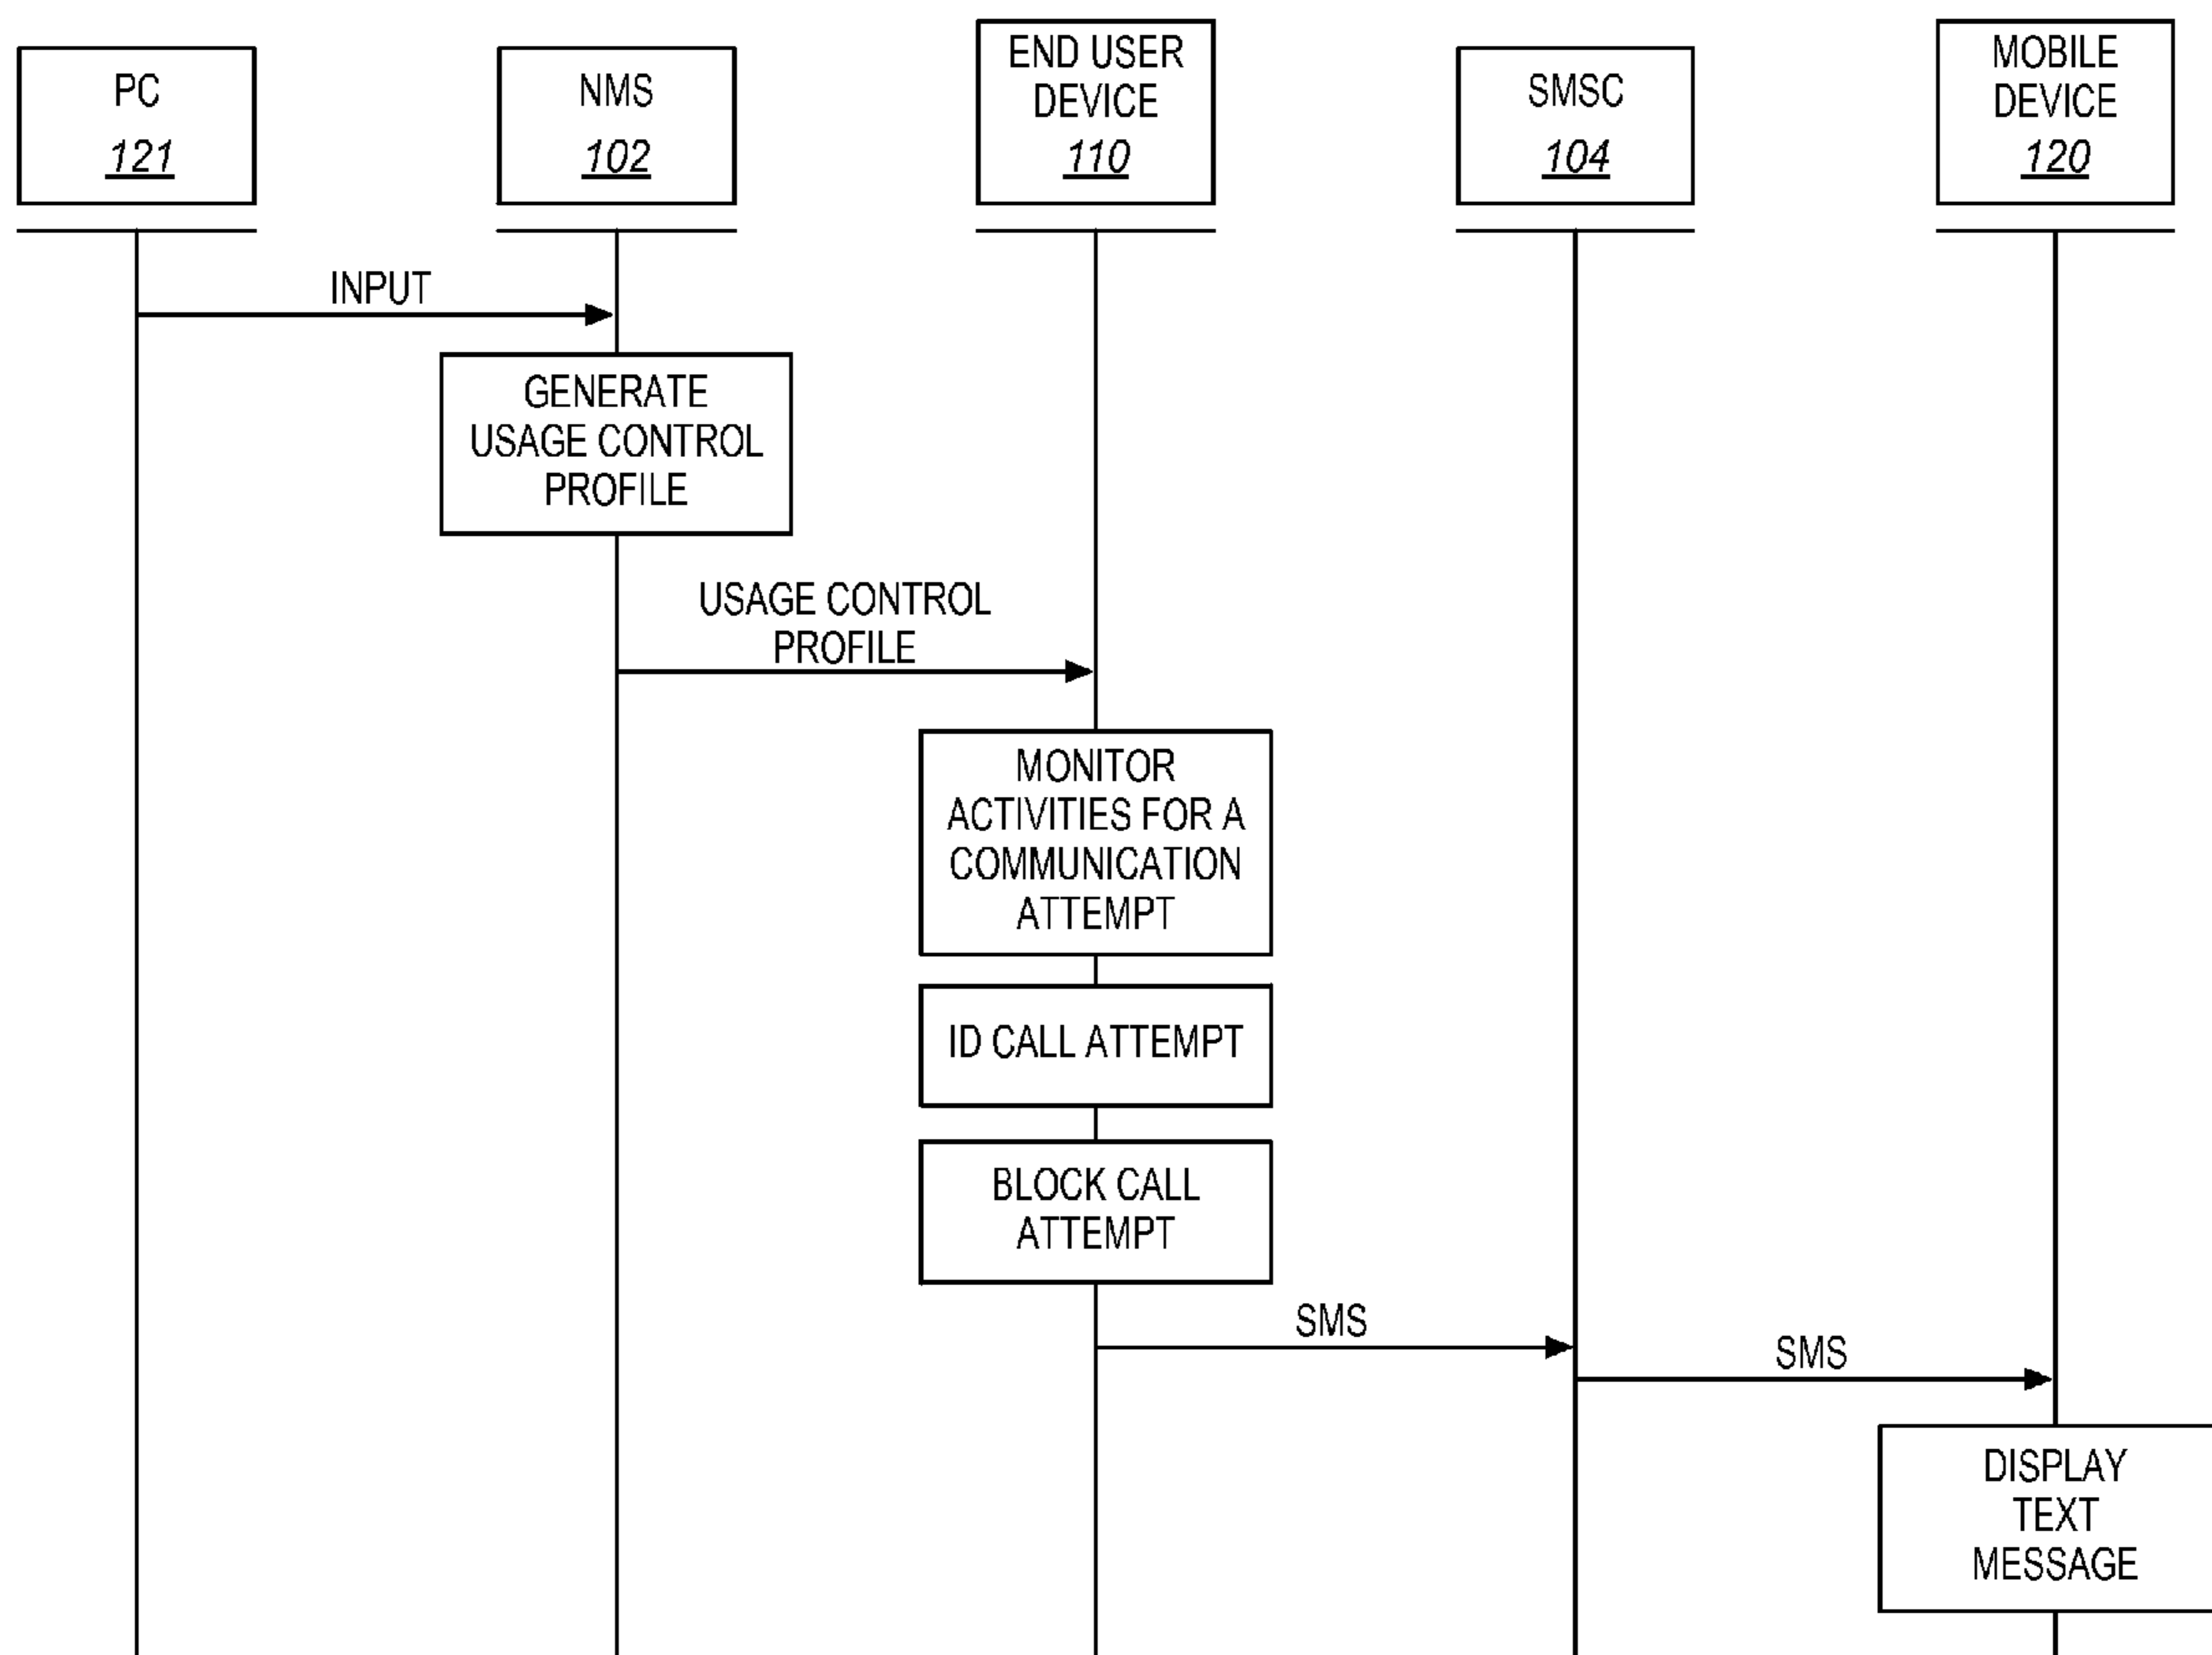 PC
121
NMS
102
END USER
DEVICE
110
SMSC
104
MOBILE
DEVICE
120
INPUT
GENERATE
USAGE CONTROL
PROFILE
USAGE CONTROL
PROFILE
MONITOR
ACTIVITIES FOR A
COMMUNICATION
ATTEMPT
ID CALL ATTEMPT
BLOCK CALL
ATTEMPT
SMS
SMS
DISPLAY
TEXT
MESSAGE